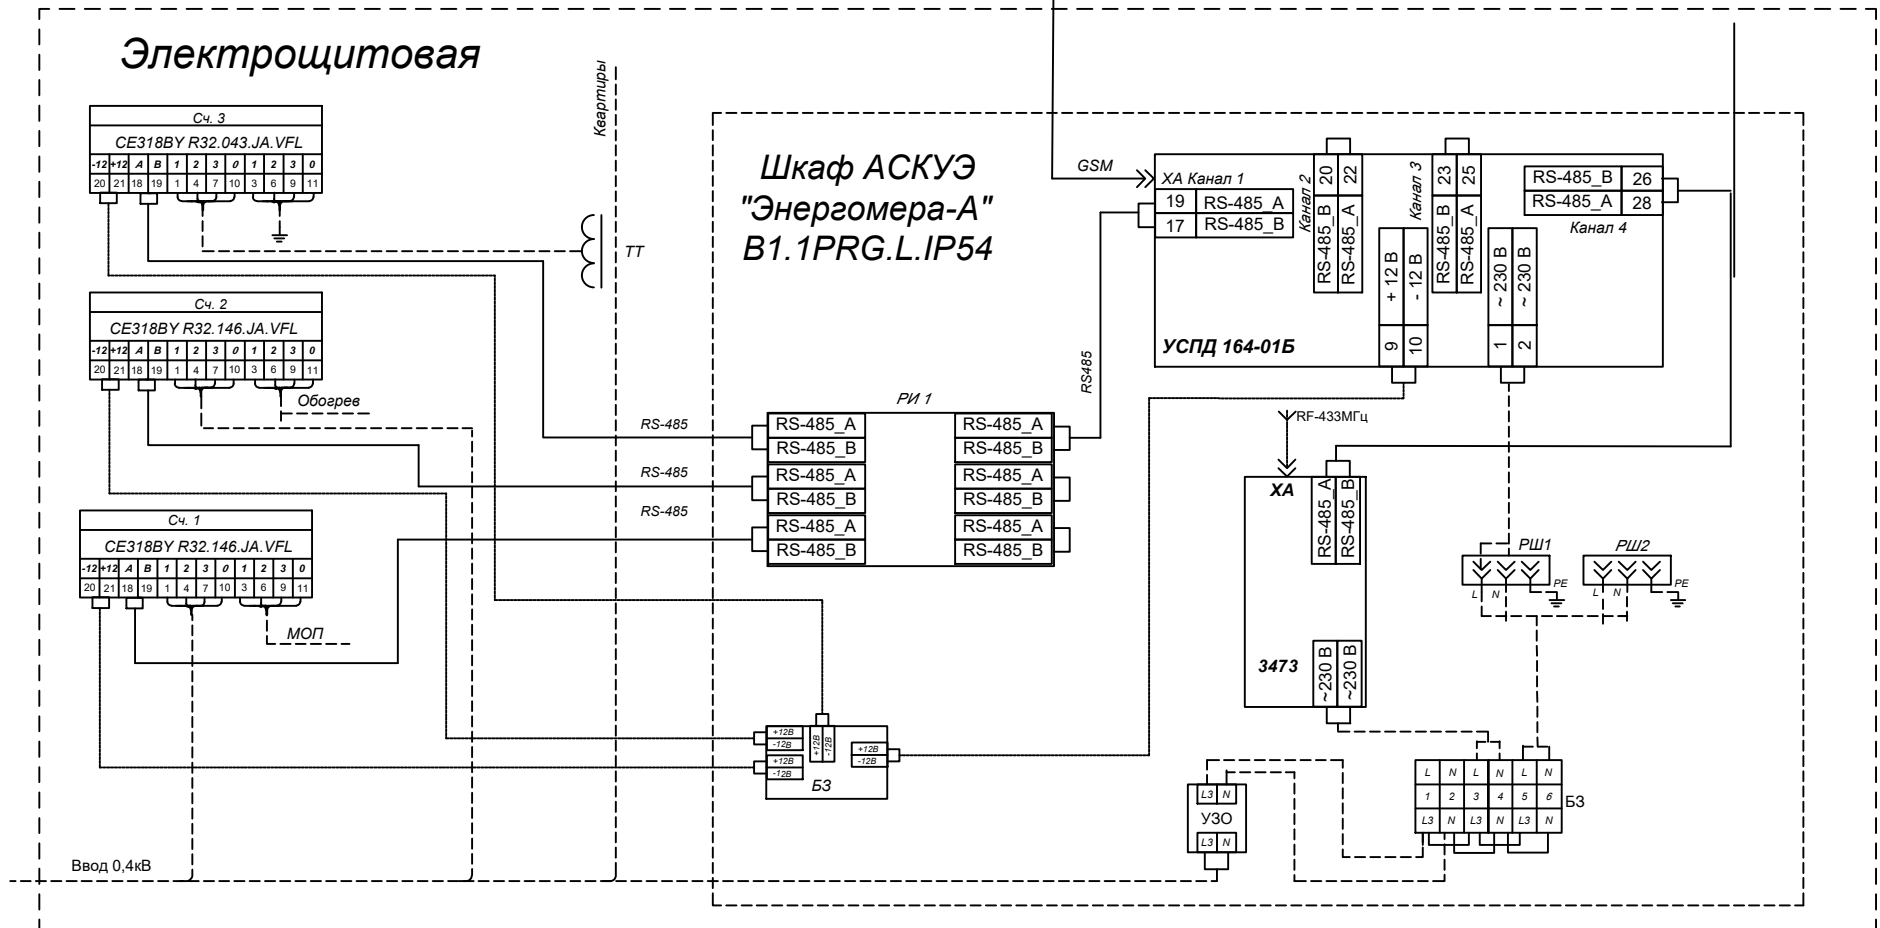 Электрощитовая
Квартиры
Сч. 3
CE318BY R32.043.JA.VFL
-12 +12 A B 1 2 3 0 1 2 3 0
20 21 18 19 1 4 7 10 3 6 9 11
ТТ
Сч. 2
CE318BY R32.146.JA.VFL
-12 +12 A B 1 2 3 0 1 2 3 0
20 21 18 19 1 4 7 10 3 6 9 11
Обогрев
Сч. 1
CE318BY R32.146.JA.VFL
-12 +12 A B 1 2 3 0 1 2 3 0
20 21 18 19 1 4 7 10 3 6 9 11
МОП
Ввод 0,4кВ
RS-485
RS-485
RS-485
Шкаф АСКУЭ
"Энергомера-А"
B1.1PRG.L.IP54
РИ 1
RS-485_A RS-485_A
RS-485_B RS-485_B
RS-485_A RS-485_A
RS-485_B RS-485_B
RS-485_A RS-485_A
RS-485_B RS-485_B
RS485
GSM
XA Канал 1
19 RS-485_A
17 RS-485_B
Канал 2
RS-485_B 20
RS-485_A 22
Канал 3
RS-485_B 23
RS-485_A 25
RS-485_B 26
RS-485_A 28
Канал 4
9 + 12 В
10 - 12 В
1 ~ 230 В
2 ~ 230 В
УСПД 164-01Б
RF-433МГц
XA
RS-485_A
RS-485_B
3473
~230 В
~230 В
РШ1
L N PE
РШ2
L N PE
+12В
-12В
+12В
-12В
+12В
-12В
+12В
-12В
БЗ
L3 N
УЗО
L3 N
L N L N L N
1 2 3 4 5 6
L3 N L3 N L3 N
БЗ